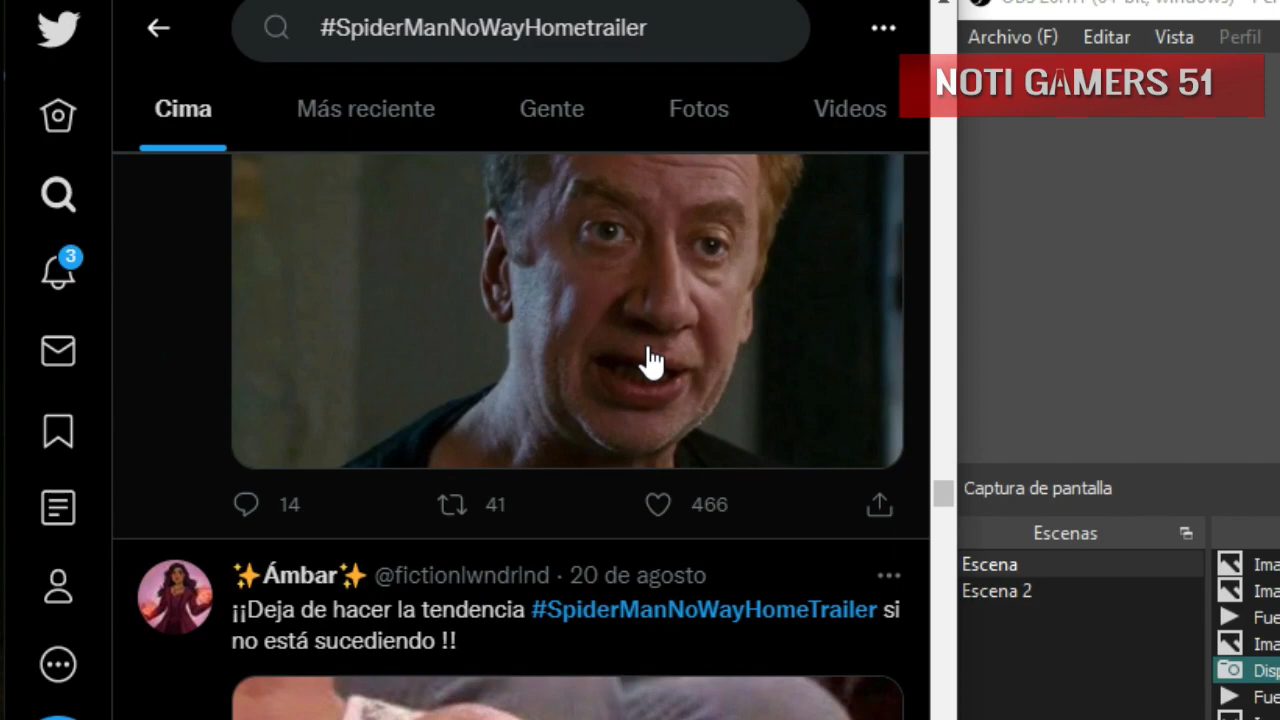 #SpiderManNoWayHometrailer
Archivo (F) Editar Vista Perfil
NOTI GAMERS 51
Cima Más reciente Gente Fotos Videos
3
14 41 466
Captura de pantalla
Escenas
Escena
Escena 2
✨Ámbar✨ @fictionlwndrlnd · 20 de agosto
¡¡Deja de hacer la tendencia #SpiderManNoWayHomeTrailer si
no está sucediendo !!